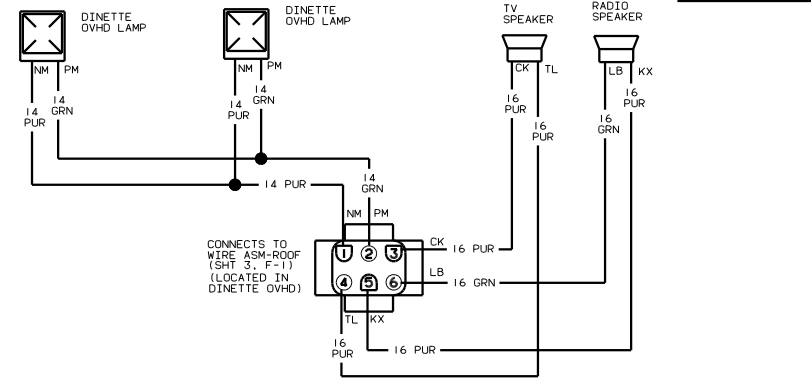 DINETTE
OVHD LAMP
DINETTE
OVHD LAMP
TV
SPEAKER
RADIO
SPEAKER
NM PM
NM PM
CK TL
LB KX
14
PUR
14
GRN
14
PUR
14
GRN
16
PUR
16
PUR
16
GRN
16
PUR
14 PUR
14
GRN
NM PM
CONNECTS TO
WIRE ASM-ROOF
(SHT 3, F-1)
(LOCATED IN
DINETTE OVHD)
1 2 3
4 5 6
CK 16 PUR
LB 16 GRN
TL KX
16
PUR
16 PUR